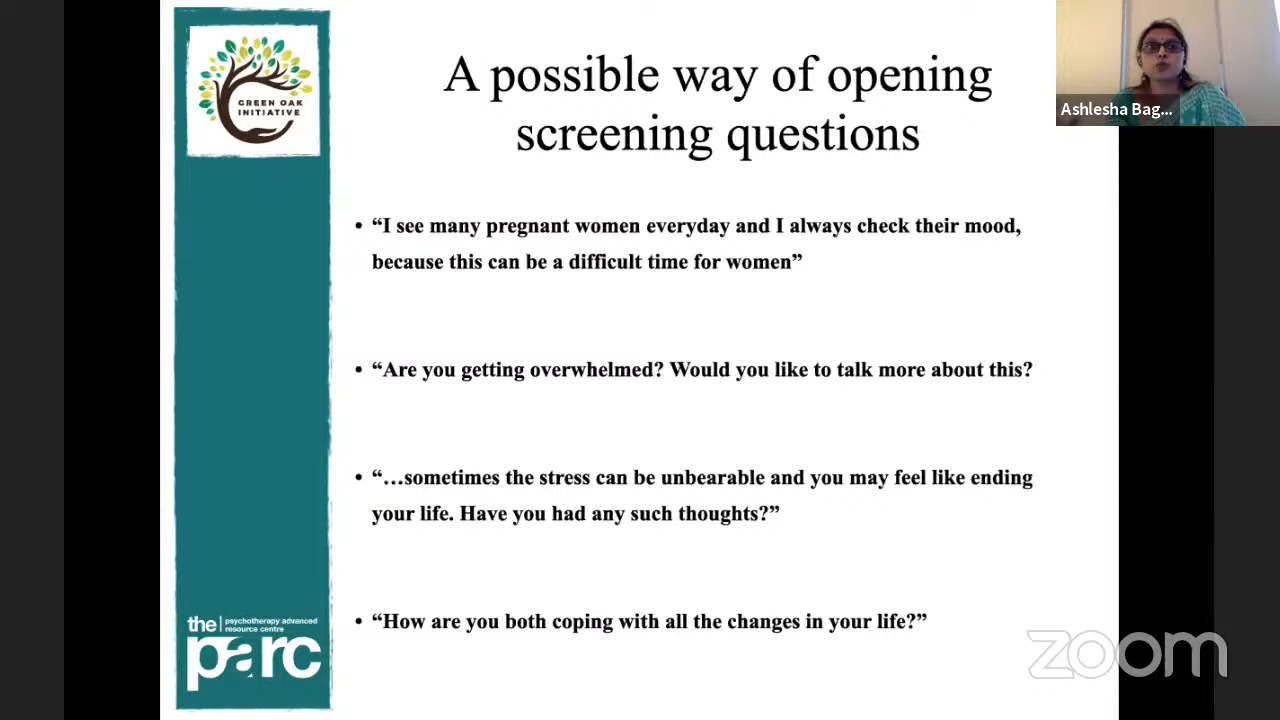 GREEN OAK
INITIATIVE
A possible way of opening
screening questions
Ashlesha Bag...
• “I see many pregnant women everyday and I always check their mood,
because this can be a difficult time for women”
• “Are you getting overwhelmed? Would you like to talk more about this?
• “…sometimes the stress can be unbearable and you may feel like ending
your life. Have you had any such thoughts?”
• “How are you both coping with all the changes in your life?”
the
psychotherapy advanced
resource centre
parc
zoom